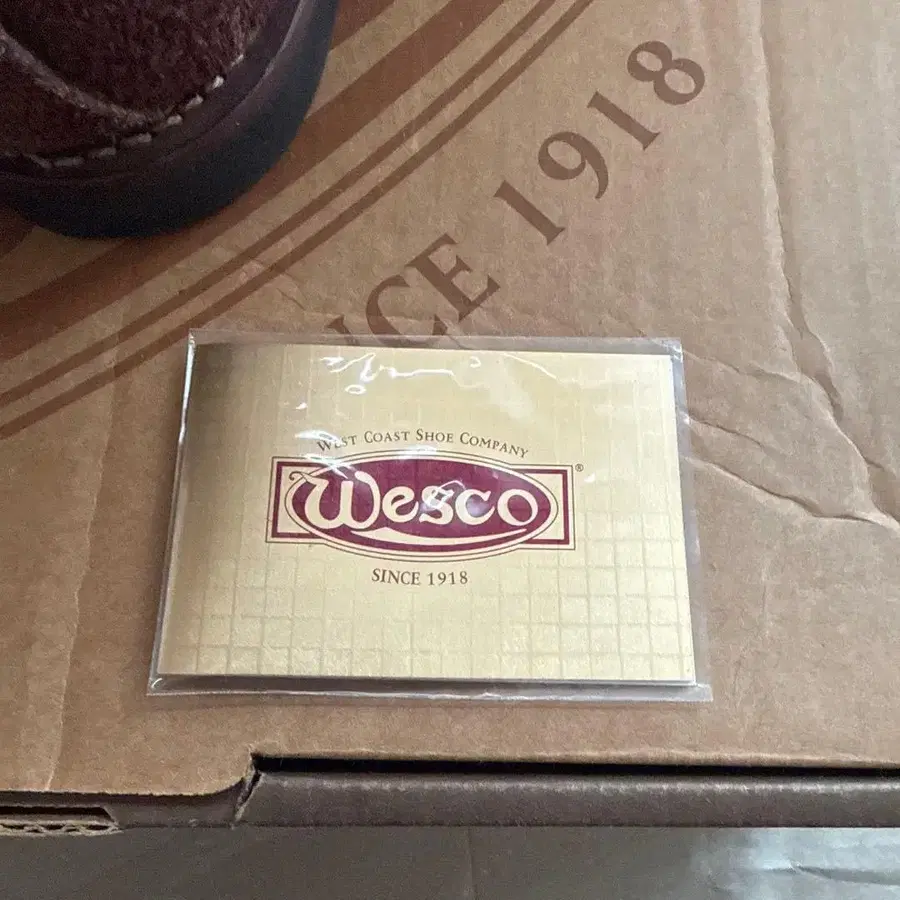 NCE 1918
WEST COAST SHOE COMPANY
Wesco®
SINCE 1918